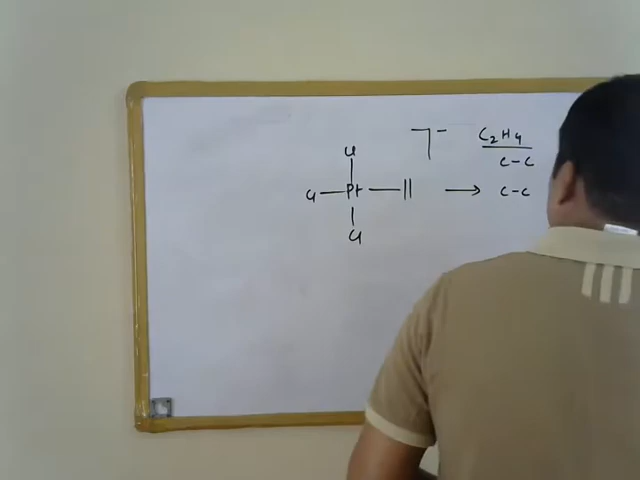 Cl
Cl — Pt — || ⁻ → C–C
Cl
C₂H₄
C–C